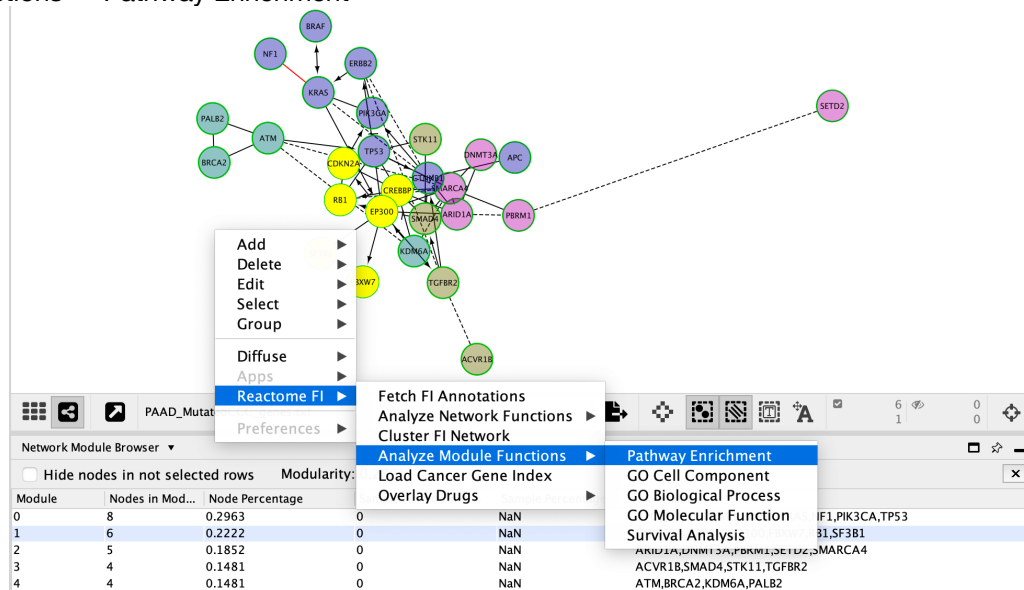 Pathway Enrichment
BRAF
NF1
ERBB2
KRAS
SETD2
PIK3CA
PALB2
ATM
STK11
TP53
DNMT3A
APC
BRCA2
CDKN2A
SMARCA4
CREBBP
RB1
EP300
SMAD4
ARID1A
PBRM1
KDM6A
TGFBR2
BXW7
ACVR1B
Add
Delete
Edit
Select
Group
Diffuse
Apps
Reactome FI
Preferences
Fetch FI Annotations
Analyze Network Functions
Cluster FI Network
Analyze Module Functions
Load Cancer Gene Index
Overlay Drugs
Pathway Enrichment
GO Cell Component
GO Biological Process
GO Molecular Function
Survival Analysis
PAAD_Mutat
T
A
6 0
1 0
Network Module Browser ▼
Hide nodes in not selected rows Modularity:
Module Nodes in Mod... Node Percentage
0 8 0.2963 0 NaN NF1,PIK3CA,TP53
1 6 0.2222 0 NaN RB1,SF3B1
2 5 0.1852 0 NaN ARID1A,DNMT3A,PBRM1,SETD2,SMARCA4
3 4 0.1481 0 NaN ACVR1B,SMAD4,STK11,TGFBR2
4 4 0.1481 0 NaN ATM,BRCA2,KDM6A,PALB2